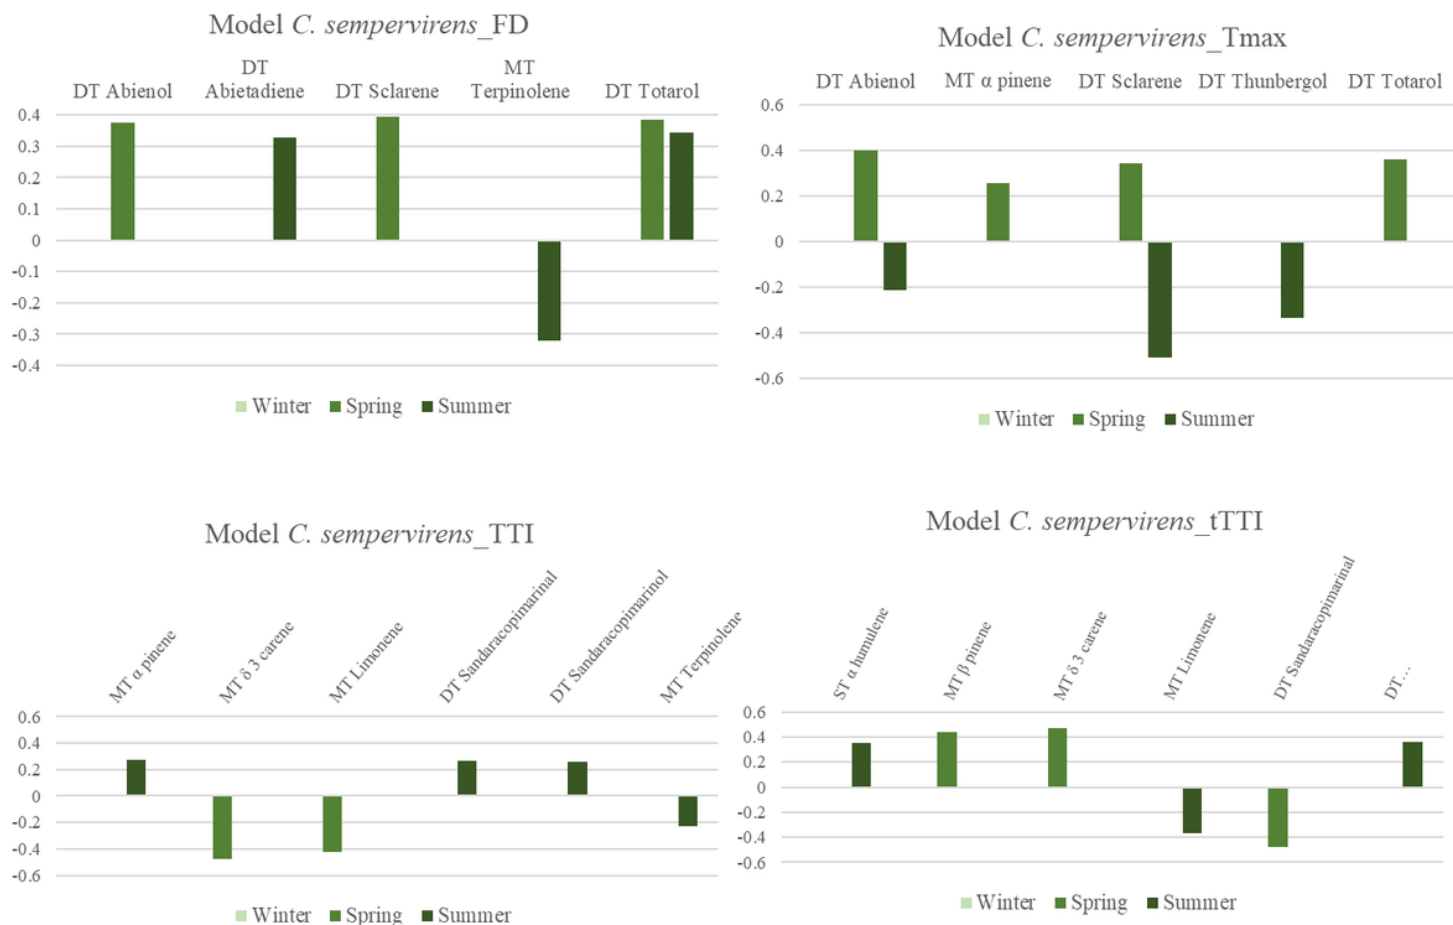 Model C. sempervirens_FD
DT Abienol
DT
Abietadiene
DT Sclarene
MT
Terpinolene
DT Totarol
0.4
0.3
0.2
0.1
0
-0.1
-0.2
-0.3
-0.4
Winter Spring Summer
Model C. sempervirens_Tmax
DT Abienol MT α pinene DT Sclarene DT Thunbergol DT Totarol
0.6
0.4
0.2
0
-0.2
-0.4
-0.6
Winter Spring Summer
Model C. sempervirens_TTI
MT α pinene
MT δ 3 carene
MT Limonene
DT Sandaracopimarinal
DT Sandaracopimarinol
MT Terpinolene
0.6
0.4
0.2
0
-0.2
-0.4
-0.6
Winter Spring Summer
Model C. sempervirens_tTTI
ST α humulene
MT β pinene
MT δ 3 carene
MT Limonene
DT Sandaracopimarinal
DT…
0.6
0.4
0.2
0
-0.2
-0.4
-0.6
Winter Spring Summer